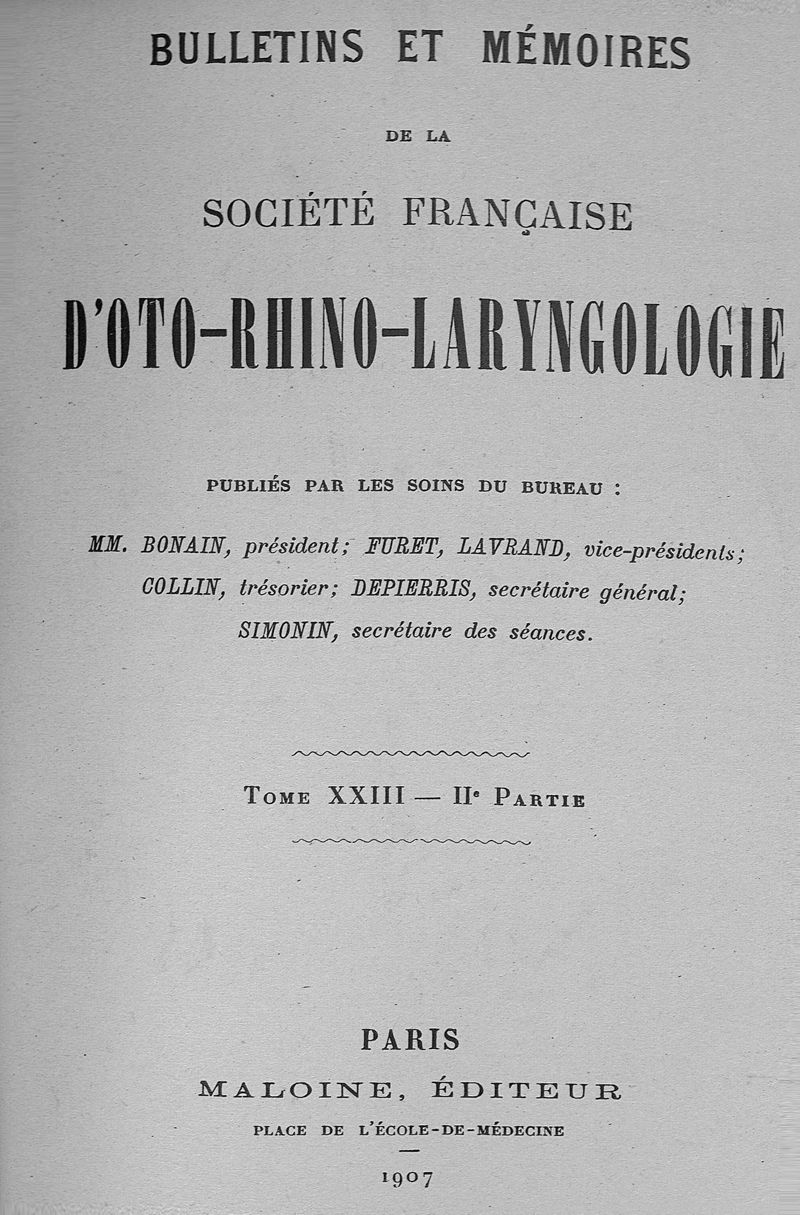 BULLETINS ET MÉMOIRES
DE LA
SOCIÉTÉ FRANÇAISE
D'OTO-RHINO-LARYNGOLOGIE
PUBLIÉS PAR LES SOINS DU BUREAU :
MM. BONAIN, président; FURET, LAVRAND, vice-présidents;
COLLIN, trésorier; DEPIERRIS, secrétaire général;
SIMONIN, secrétaire des séances.
TOME XXIII — IIe PARTIE
PARIS
MALOINE, ÉDITEUR
PLACE DE L'ÉCOLE-DE-MÉDECINE
1907